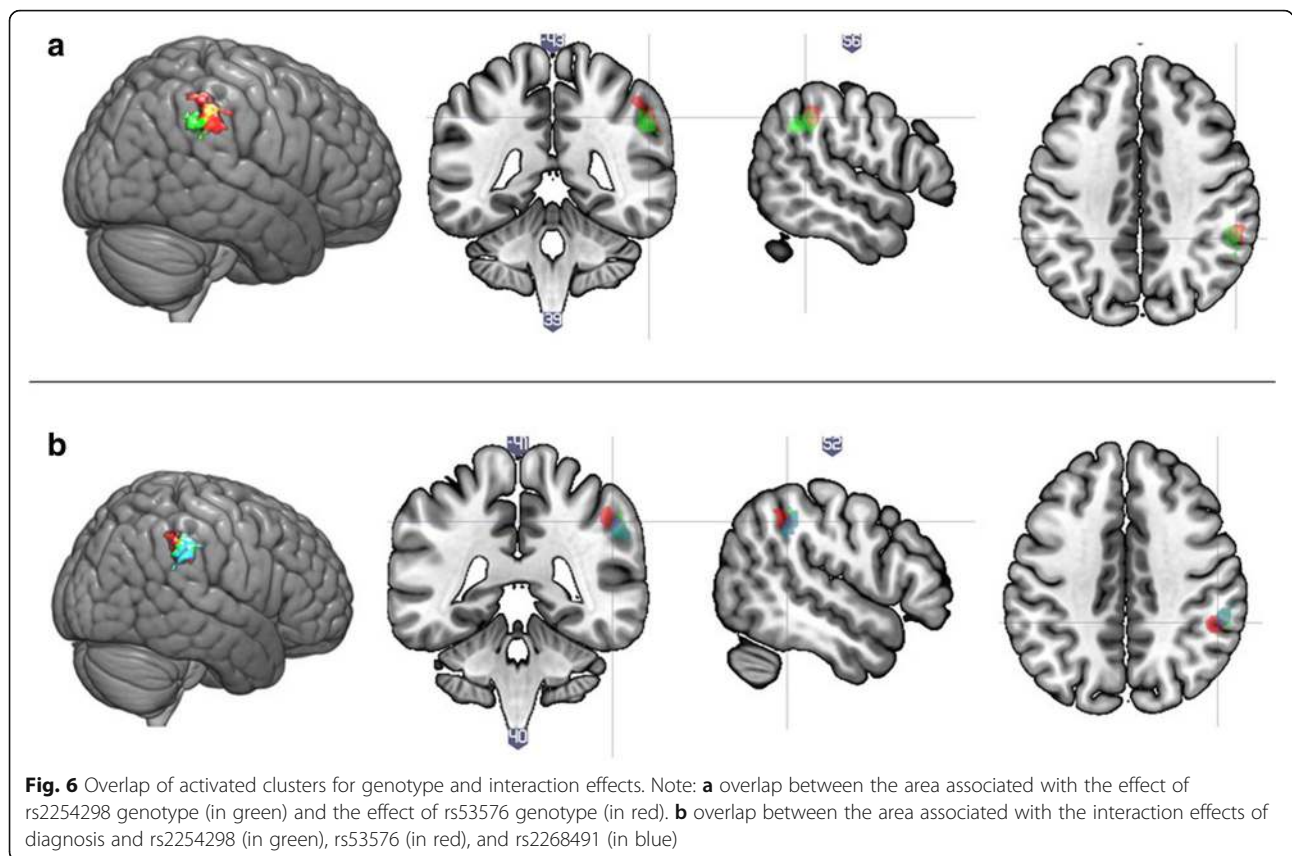 a
-43
56
39
b
-41
52
40
Fig. 6 Overlap of activated clusters for genotype and interaction effects. Note: a overlap between the area associated with the effect of
rs2254298 genotype (in green) and the effect of rs53576 genotype (in red). b overlap between the area associated with the interaction effects of
diagnosis and rs2254298 (in green), rs53576 (in red), and rs2268491 (in blue)